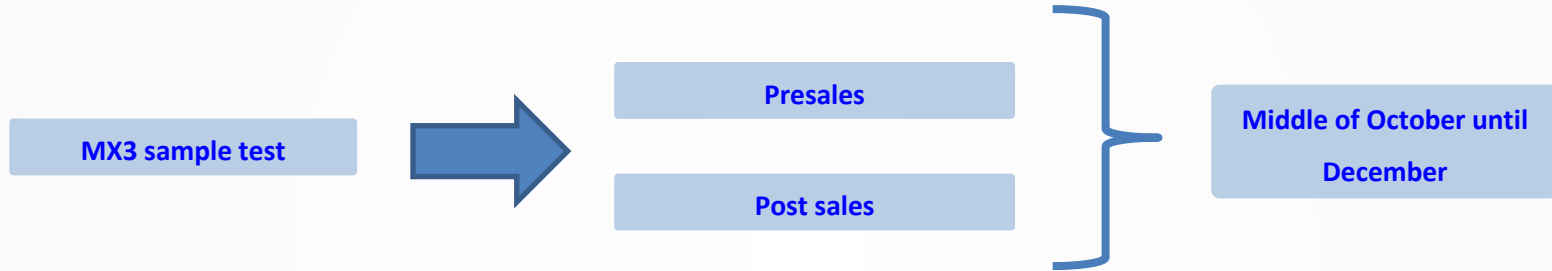 MX3 sample test
Presales
Post sales
Middle of October until
December